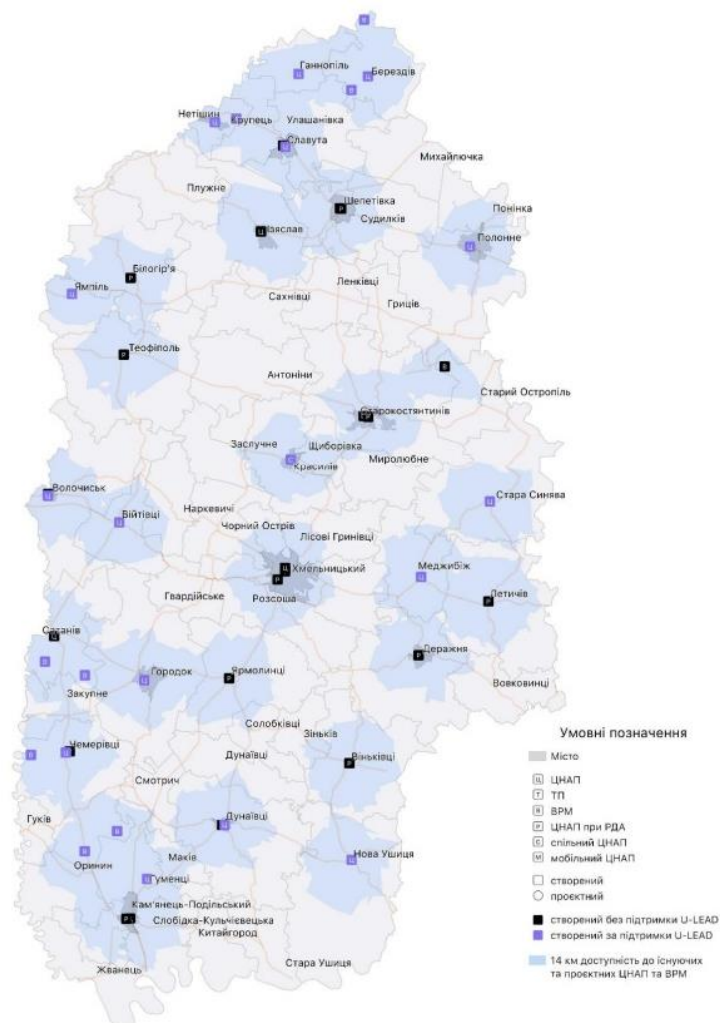 В
Ганнопіль
Ц
Берездів
Ц
В
Нетішин
Ц
Крупець
Улашанівка
Славута
Ц
Михайлючка
Плужне
Шепетівка
Р
Судилків
Понінка
Ізяслав
Ц
Полонне
Ц
Білогір'я
Р
Ямпіль
Ц
Ленківці
Сахнівці
Гриців
Теофіполь
Р
Антоніни
В
Старий Остропіль
Старокостянтинів
Заслучне
Щиборівка
Миролюбне
С
Красилів
Волочиськ
Ц
Стара Синява
Ц
Війтівці
Ц
Наркевичі
Чорний Острів
Лісові Гринівці
Ц
Хмельницький
Р
Меджибіж
Ц
Летичів
Р
Гвардійське
Розсоша
Сатанів
Ц
Деражня
Р
В
В
Городок
Ц
Ярмолинці
Р
Закупне
Вовковинці
Солобківці
Зіньків
Чемерівці
В
Ц
Дунаївці
Віньківці
Р
Смотрич
Гуків
Дунаївці
Ц
В
В
Маків
Нова Ушиця
Ц
Оринин
Гуменці
Ц
Кам'янець-Подільський
Р
Слобідка-Кульчієвецька
Китайгород
Жванець
Стара Ушиця
Умовні позначення
Місто
Ц ЦНАП
Т ТП
В ВРМ
Р ЦНАП при РДА
С спільний ЦНАП
М мобільний ЦНАП
створений
проєктний
створений без підтримки U-LEAD
створений за підтримки U-LEAD
14 км доступність до існуючих
та проєктних ЦНАП та ВРМ